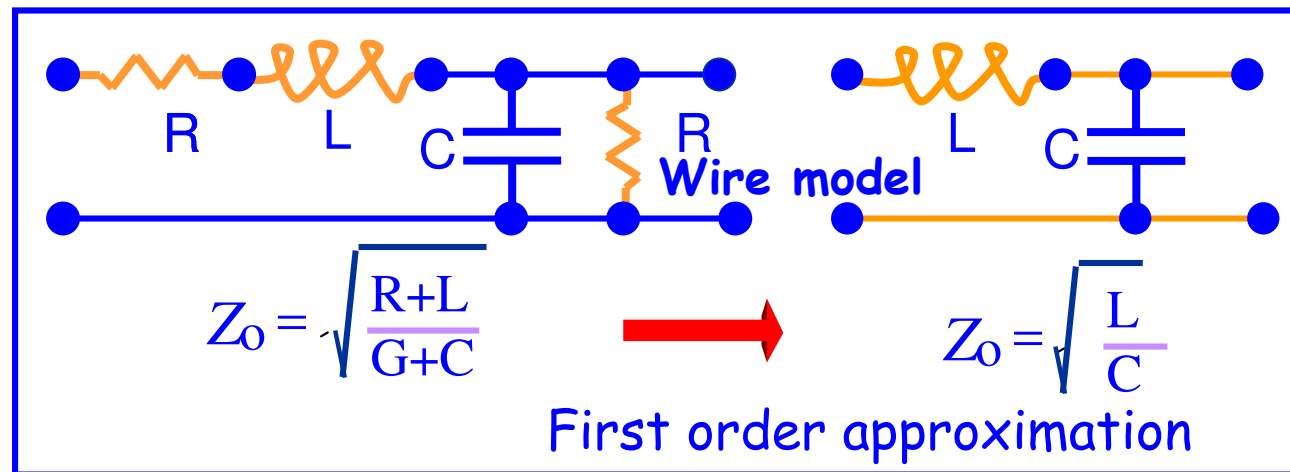 R L C R L C
Wire model
Zo = √ R+L / G+C
Zo = √ L / C
First order approximation